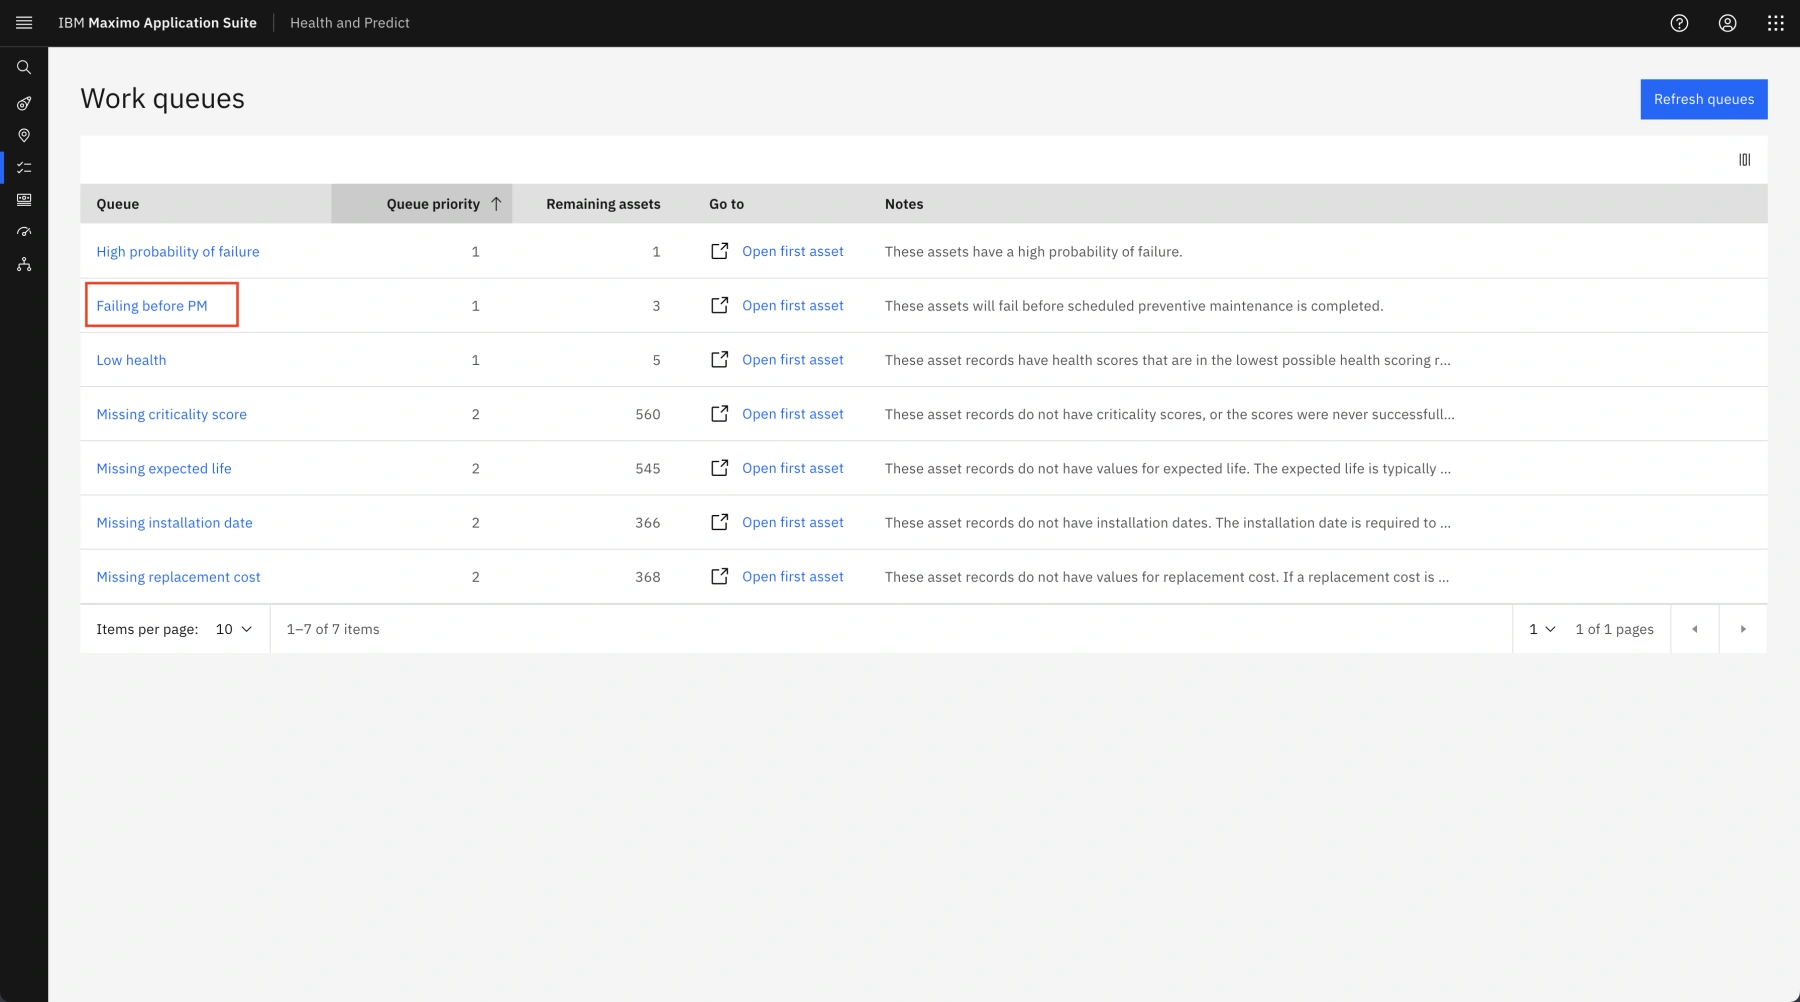 IBM Maximo Application Suite Health and Predict
Work queues
Refresh queues
Queue Queue priority Remaining assets Go to Notes
High probability of failure 1 1 Open first asset These assets have a high probability of failure.
Failing before PM 1 3 Open first asset These assets will fail before scheduled preventive maintenance is completed.
Low health 1 5 Open first asset These asset records have health scores that are in the lowest possible health scoring r...
Missing criticality score 2 560 Open first asset These asset records do not have criticality scores, or the scores were never successfull...
Missing expected life 2 545 Open first asset These asset records do not have values for expected life. The expected life is typically ...
Missing installation date 2 366 Open first asset These asset records do not have installation dates. The installation date is required to ...
Missing replacement cost 2 368 Open first asset These asset records do not have values for replacement cost. If a replacement cost is ...
Items per page: 10 1–7 of 7 items 1 1 of 1 pages